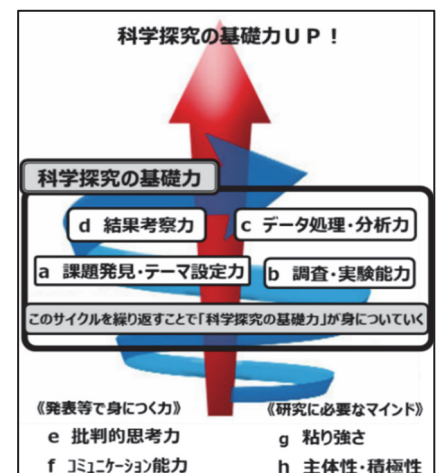 科学探究の基礎力UP！
科学探究の基礎力
d 結果考察力
c データ処理・分析力
a 課題発見・テーマ設定力
b 調査・実験能力
このサイクルを繰り返すことで「科学探究の基礎力」が身についていく
《発表等で身につく力》
《研究に必要なマインド》
e 批判的思考力
g 粘り強さ
f コミュニケーション能力
h 主体性・積極性